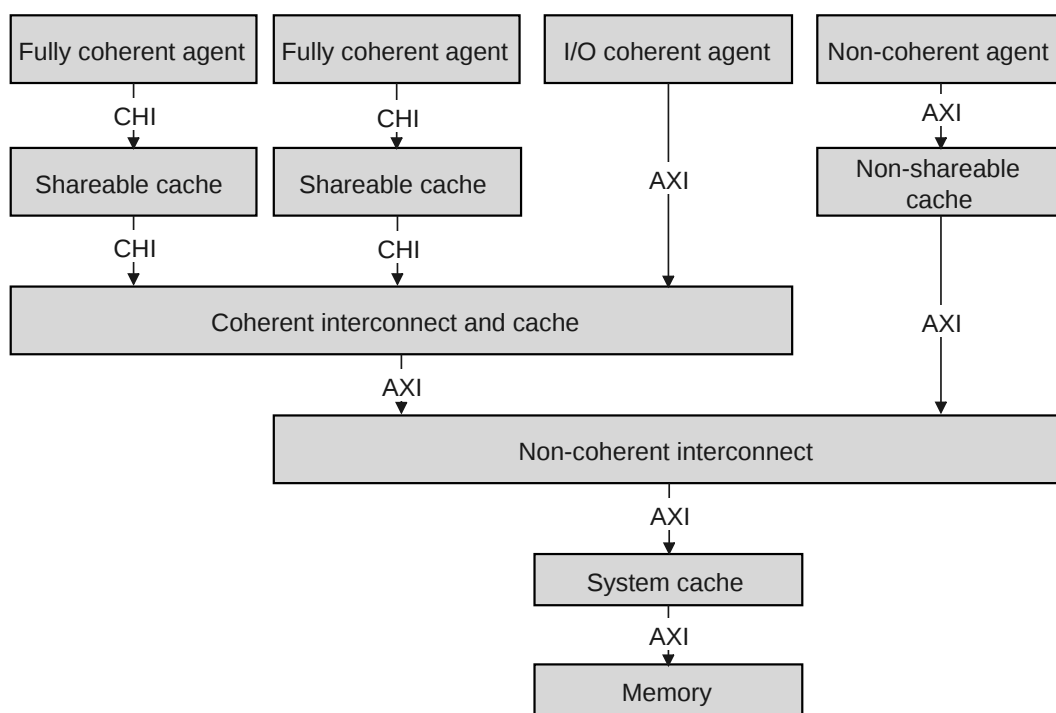 Fully coherent agent
Fully coherent agent
I/O coherent agent
Non-coherent agent
CHI
CHI
AXI
Shareable cache
Shareable cache
AXI
Non-shareable
cache
CHI
CHI
Coherent interconnect and cache
AXI
AXI
Non-coherent interconnect
AXI
System cache
AXI
Memory